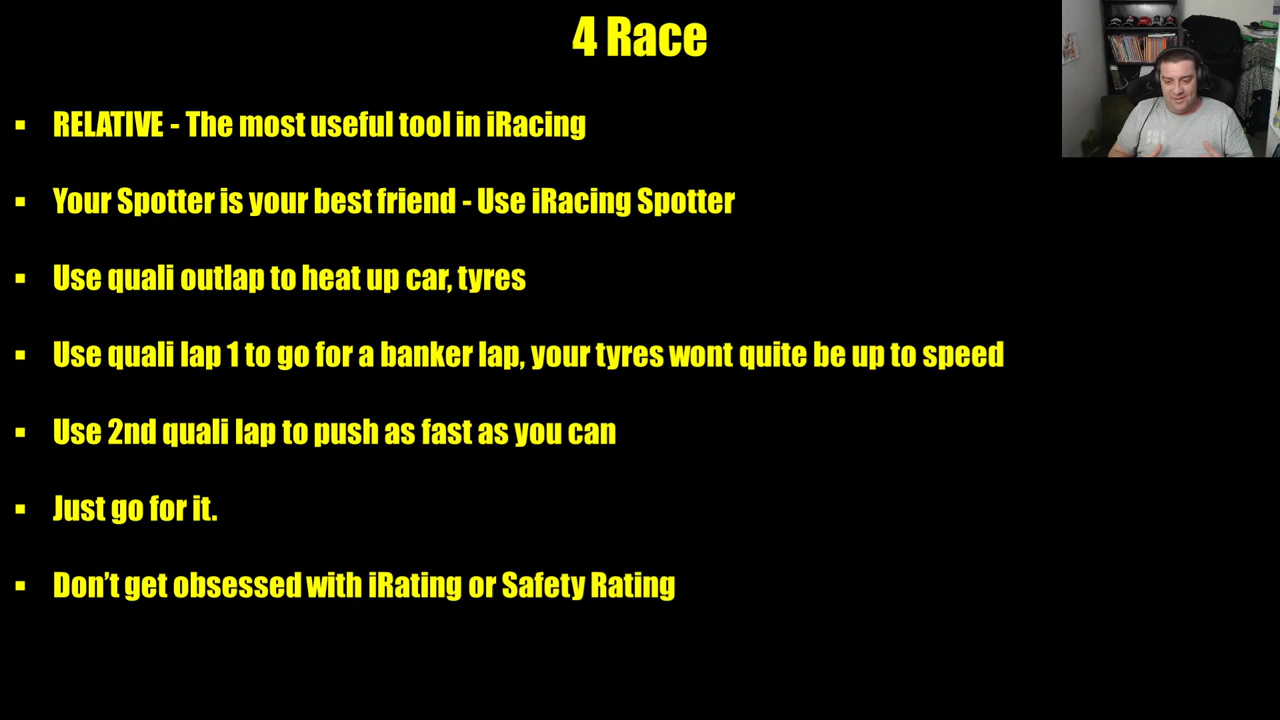 4 Race
▪ RELATIVE - The most useful tool in iRacing
▪ Your Spotter is your best friend - Use iRacing Spotter
▪ Use quali outlap to heat up car, tyres
▪ Use quali lap 1 to go for a banker lap, your tyres wont quite be up to speed
▪ Use 2nd quali lap to push as fast as you can
▪ Just go for it.
▪ Don’t get obsessed with iRating or Safety Rating